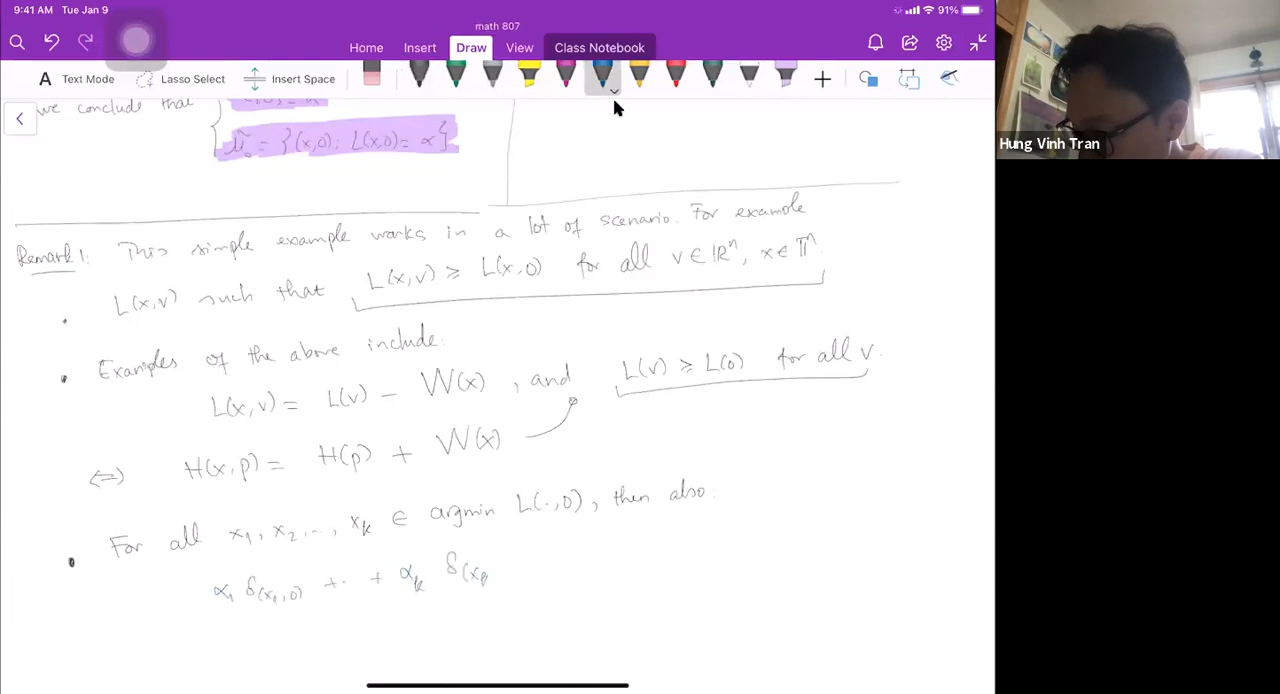 9:41 AM Tue Jan 9
91%
math 807
Home Insert Draw View Class Notebook
Text Mode Lasso Select Insert Space
we conclude that
= {(x,0): L(x,0) = α}
Remark 1: This simple example works in a lot of scenario. For example
L(x,v) such that L(x,v) ≥ L(x,0) for all v ∈ ℝⁿ, x ∈ 𝕋ⁿ.
• Examples of the above include:
L(x,v) = L(v) − W(x), and L(v) ≥ L(0) for all v.
⇔ H(x,p) = H(p) + W(x)
• For all x₁, x₂, ..., xₖ ∈ argmin L(·,0), then also:
α₁ δ(x₁,0) + ·· + αₖ δ(xₖ
Hung Vinh Tran